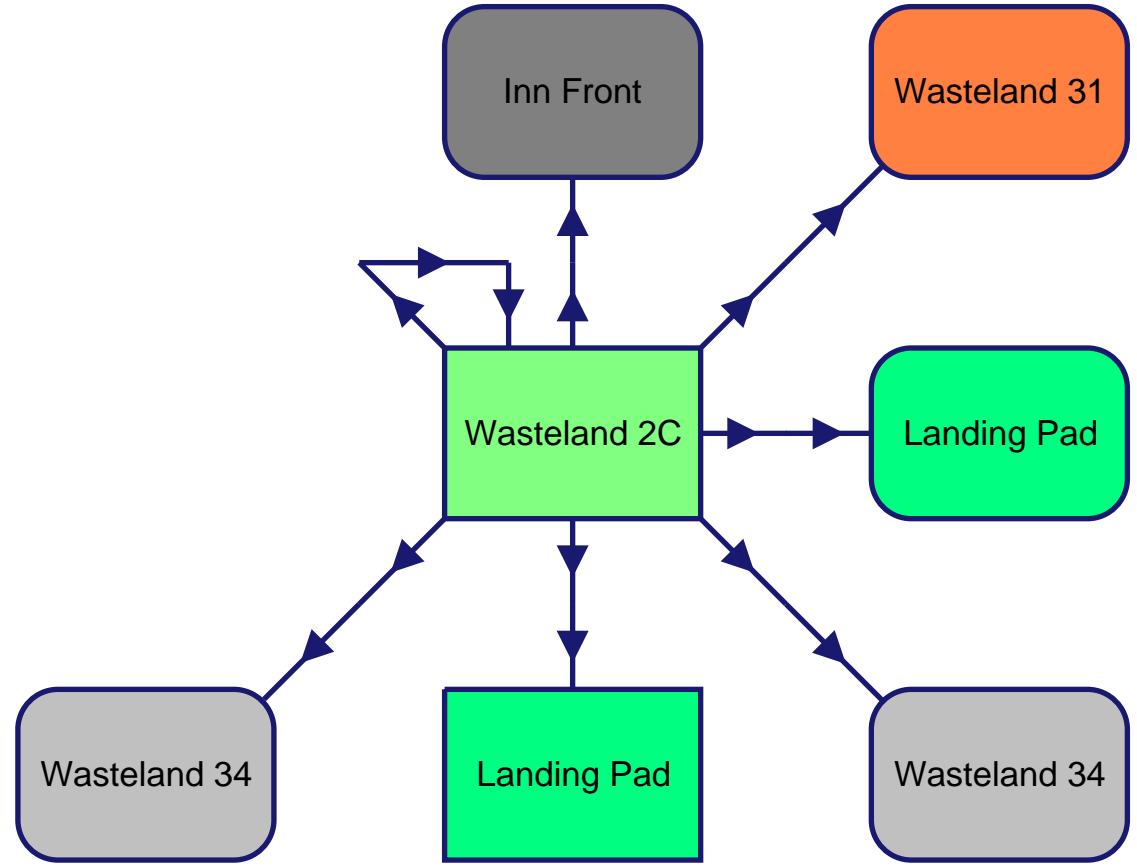 Inn Front
Wasteland 31
Wasteland 2C
Landing Pad
Wasteland 34
Landing Pad
Wasteland 34